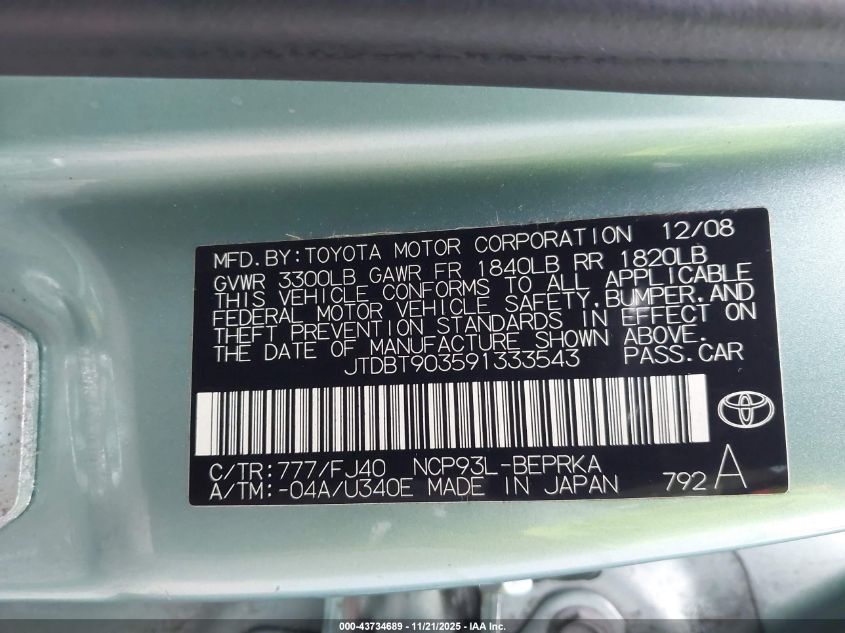 MFD.BY:TOYOTA MOTOR CORPORATION 12/08
GVWR 3300LB GAWR FR 1840LB RR 1820LB
THIS VEHICLE CONFORMS TO ALL APPLICABLE
FEDERAL MOTOR VEHICLE SAFETY,BUMPER,AND
THEFT PREVENTION STANDARDS IN EFFECT ON
THE DATE OF MANUFACTURE SHOWN ABOVE.
JTDBT903591333543 PASS.CAR
C/TR:777/FJ40 NCP93L-BEPRKA
A/TM:-04A/U340E MADE IN JAPAN 792 A
000-43734689 - 11/21/2025 - © IAA Inc.